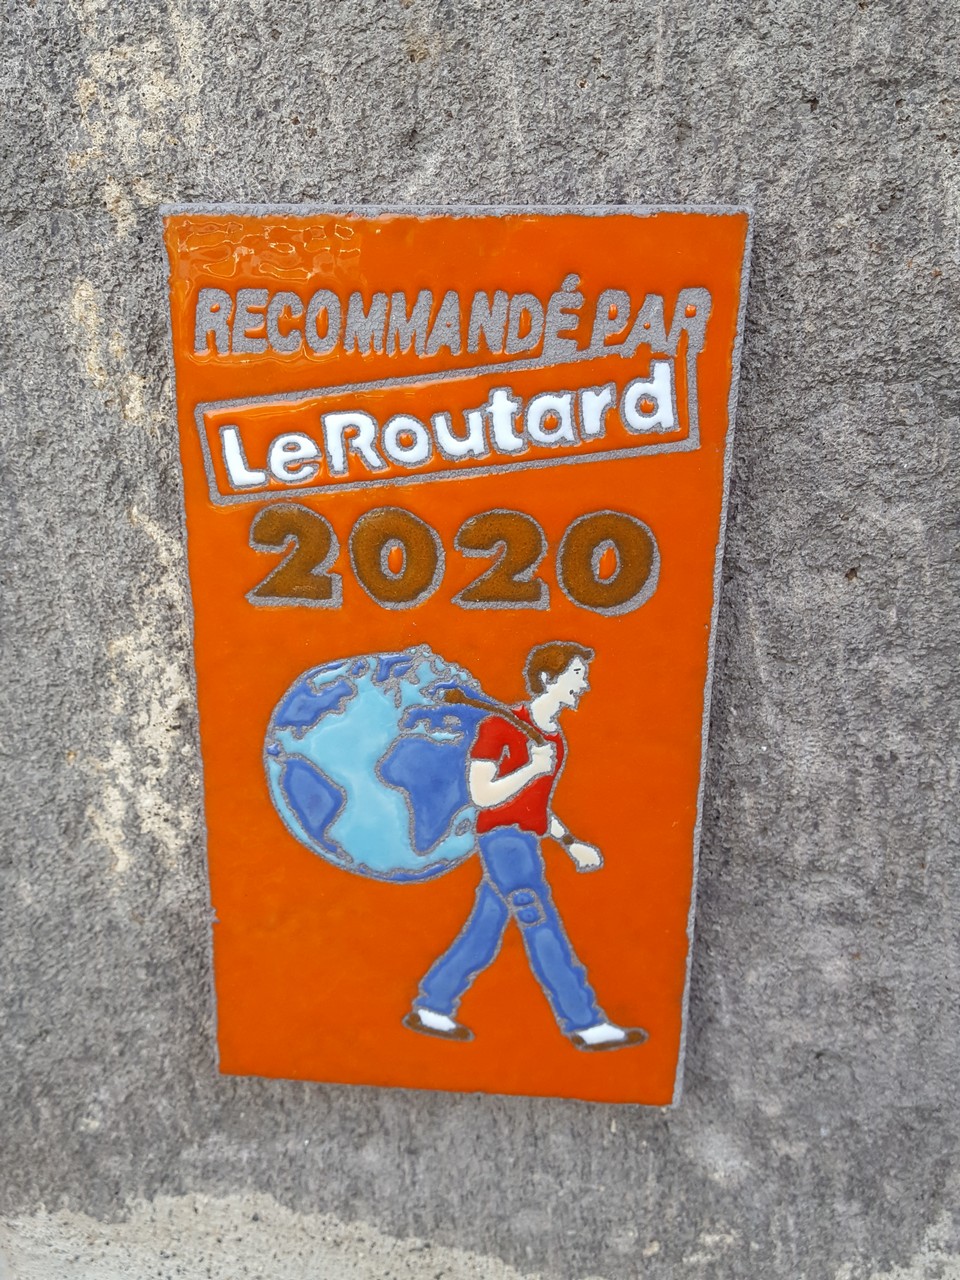 RECOMMANDÉ PAR
LeRoutard
2020